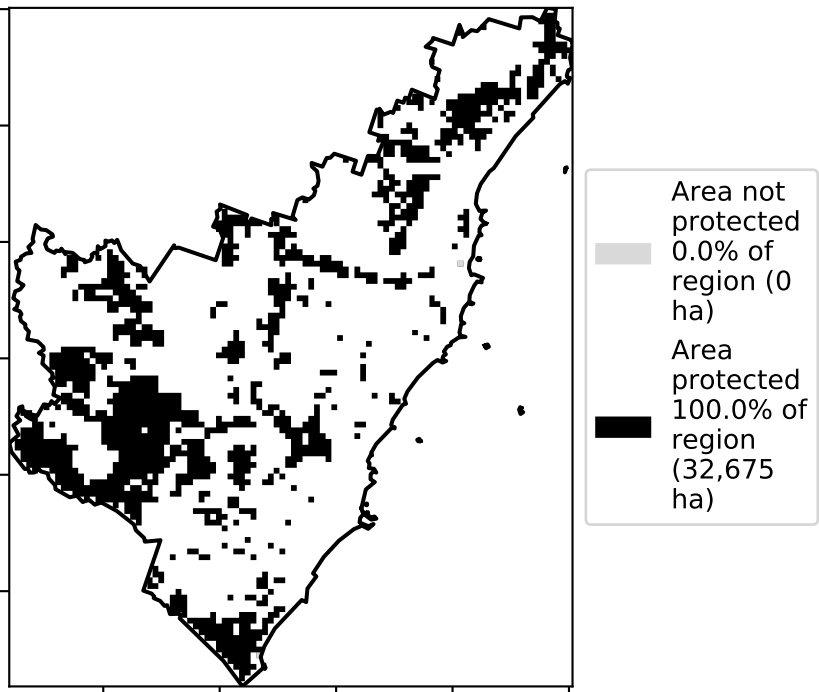 Area not
protected
0.0% of
region (0
ha)
Area
protected
100.0% of
region
(32,675
ha)